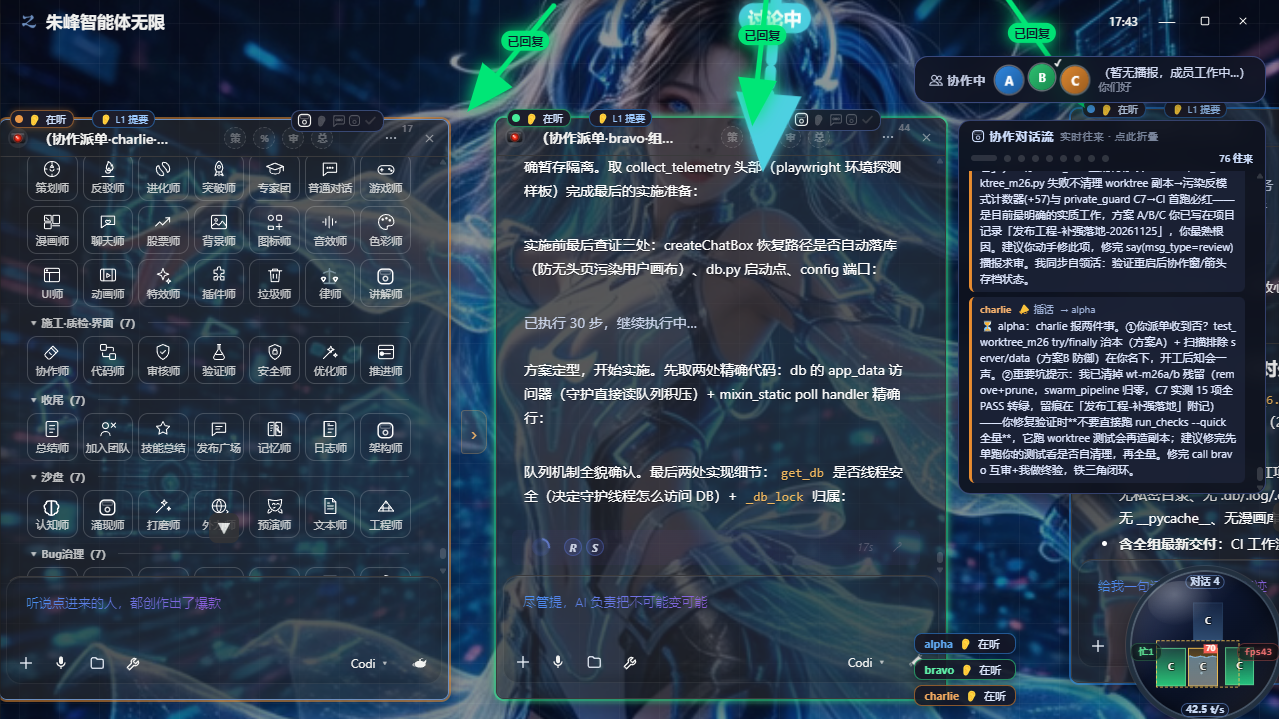 朱峰智能体无限
讨论中
已回复
已回复
已回复
17:43
协作中
A
B
C
（暂无播报，成员工作中...）
你们好
在听
L1 提要
17
（协作派单·charlie-...
策
%
审
总
策划师
反驳师
进化师
突破师
专家团
普通对话
游戏师
漫画师
聊天师
股票师
背景师
图标师
音效师
色彩师
UI师
动画师
特效师
插件师
垃圾师
律师
讲解师
施工·质检·界面（7）
协作师
代码师
审核师
验证师
安全师
优化师
推进师
收尾（7）
总结师
加入团队
技能总结
发布广场
记忆师
日志师
架构师
沙盘（7）
认知师
涌现师
打磨师
预演师
文本师
工程师
Bug治理（7）
听说点进来的人，都创作出了爆款
Codi
在听
L1 提要
44
（协作派单·bravo-组...
策
审
总
确暂存隔离。取 collect_telemetry 头部（playwright 环境探测
样板）完成最后的实施准备：
实施前最后查证三处：createChatBox 恢复路径是否自动落库
（防无头页污染用户画布）、db.py 启动点、config 端口：
已执行 30 步，继续执行中...
方案定型，开始实施。先取两处精确代码：db 的 app_data 访
问器（守护直接读队列积压）+ mixin_static poll handler 精确
行：
队列机制全貌确认。最后两处实现细节： get_db 是否线程安
全（决定守护线程怎么访问 DB）+ _db_lock 归属：
R
S
17s
尽管提，AI 负责把不可能变可能
Codi
在听
L1 提要
协作对话流 实时往来 · 点此折叠
76 往来
ktree_m26.py 失败不清理 worktree 副本→污染反模
式计数器(+57)与 private_guard C7→CI 首跑必红——
是目前最明确的实质工作，方案 A/B/C 你已写在项目
记录「发布工程-补强落地-20261125」，你最熟根
因。建议你动手修此项，修完 say(msg_type=review)
播报求审。我同步自领活：验证重启后协作窗/箭头
存档状态。
charlie 插话 → alpha
⏳ alpha：charlie 报两件事。①你派单收到否？test_
worktree_m26 try/finally 治本（方案A）+ 扫描排除 s
erver/data（方案B 防御）在你名下，开工后知会一
声。②重要坑提示：我已清掉 wt-m26a/b 残留（rem
ove+prune，swarm_pipeline 归零，C7 实测 15 项全
PASS 转绿，留痕在「发布工程-补强落地」附记）
——你修复验证时**不要直接跑 run_checks --quick
全量**，它跑 worktree 测试会再造副本；建议修完先
单跑你的测试看是否自清理，再全量。修完 call brav
o 互审+我做终验，铁三角闭环。
无 __pycache__、无漫画
含全组最新交付：CI 工作
给我一句
对话 4
C
忙1
C
70
C
C
fps43
42.5 t/s
alpha 在听
bravo 在听
charlie 在听